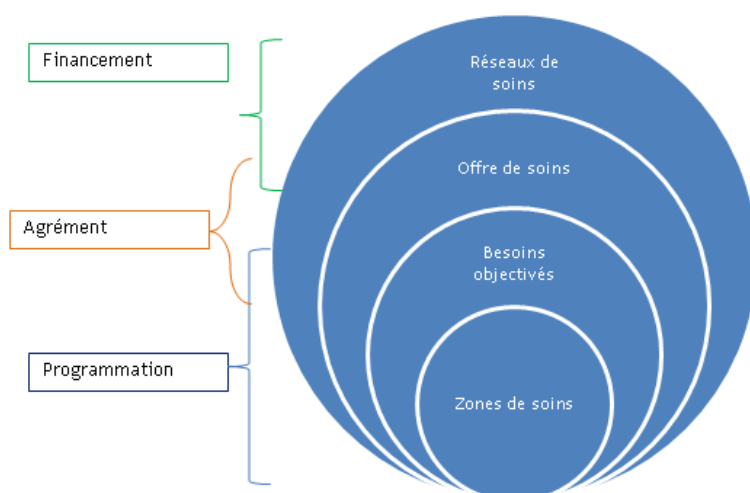 Financement
Agrément
Programmation
Réseaux de
soins
Offre de soins
Besoins
objectivés
Zones de soins